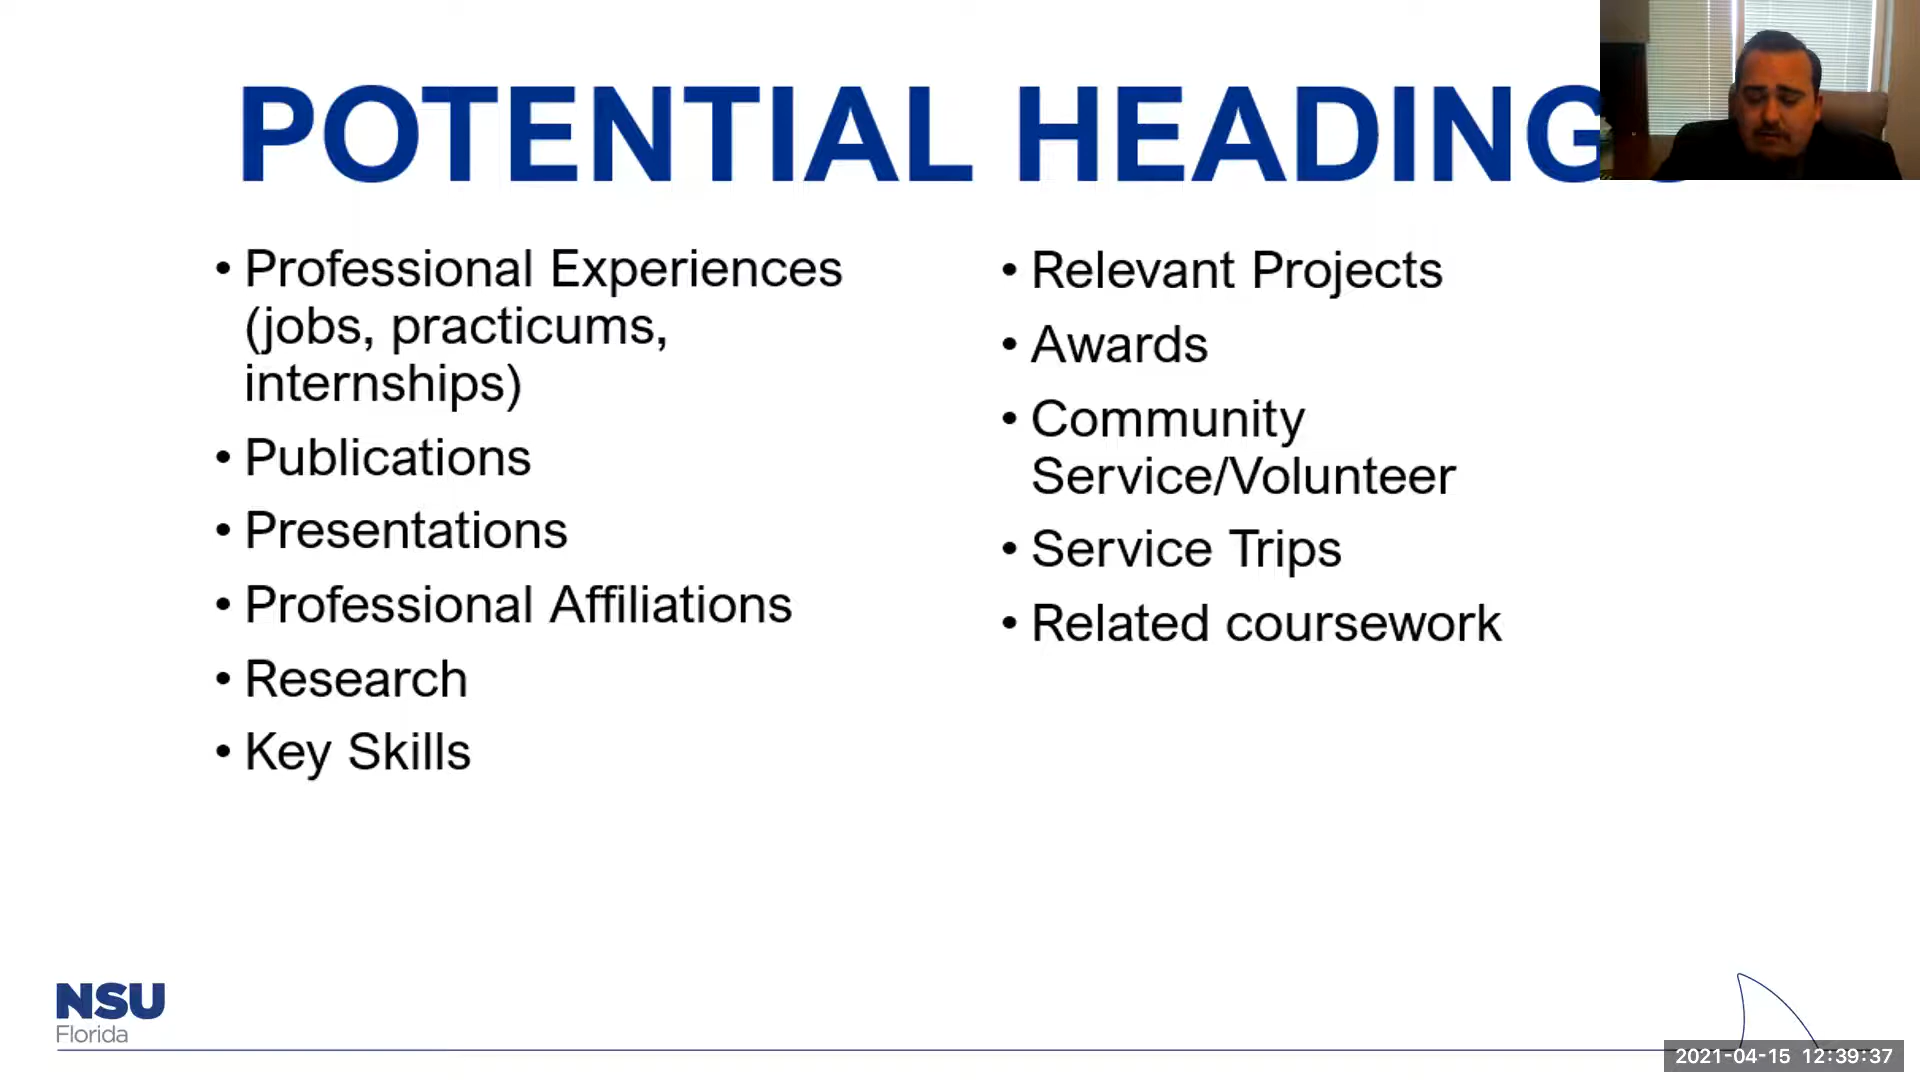 POTENTIAL HEADING
• Professional Experiences
(jobs, practicums,
internships)
• Publications
• Presentations
• Professional Affiliations
• Research
• Key Skills
• Relevant Projects
• Awards
• Community
Service/Volunteer
• Service Trips
• Related coursework
NSU
Florida
2021-04-15 12:39:37